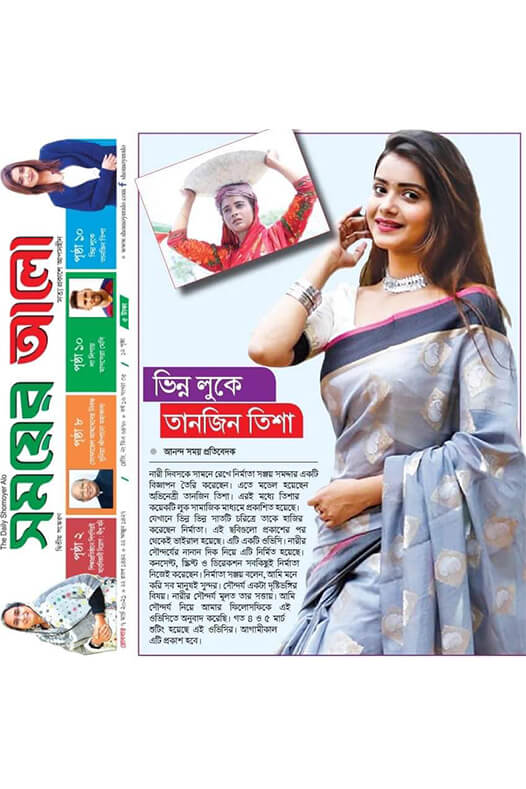 The Daily Shomoyer Alo
সময়ের আলো
দ্বিতীয় সংস্করণ
সত্য প্রকাশে আপসহীন
পৃষ্ঠা ২
পৃষ্ঠা ৮
পৃষ্ঠা ১০
পৃষ্ঠা ১০
ভিন্ন লুকে
তানজিন তিশা
ভিন্ন লুকে
তানজিন তিশা
আনন্দ সময় প্রতিবেদক
নারী দিবসকে সামনে রেখে নির্মাতা সঞ্জয় সমদ্দার একটি
বিজ্ঞাপন তৈরি করেছেন। এতে মডেল হয়েছেন
অভিনেত্রী তানজিন তিশা। এরই মধ্যে তিশার
কয়েকটি লুক সামাজিক মাধ্যমে প্রকাশিত হয়েছে।
যেখানে ভিন্ন ভিন্ন সাতটি চরিত্রে তাকে হাজির
করেছেন নির্মাতা। এই ছবিগুলো প্রকাশের পর
থেকেই ভাইরাল হয়েছে। এটি একটি ওভিসি। নারীর
সৌন্দর্যের নানান দিক নিয়ে এটি নির্মিত হয়েছে।
কনসেপ্ট, স্ক্রিপ্ট ও ডিরেকশন সবকিছুই নির্মাতা
নিজেই করেছেন। নির্মাতা সঞ্জয় বলেন, আমি মনে
করি সব মানুষই সুন্দর। সৌন্দর্য একটা দৃষ্টিভঙ্গির
বিষয়। নারীর সৌন্দর্য মূলত তার সত্তায়। আমি
সৌন্দর্য নিয়ে আমার ফিলোসফিকে এই
ওভিসিতে অনুবাদ করেছি। গত ৪ ও ৫ মার্চ
শুটিং হয়েছে এই ওভিসির। আগামীকাল
এটি প্রকাশ হবে।